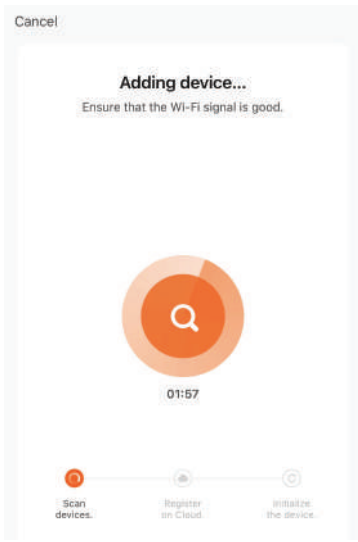 Cancel
Adding device...
Ensure that the Wi-Fi signal is good.
01:57
Scan
devices.
Register
on Cloud.
Initialize
the device.